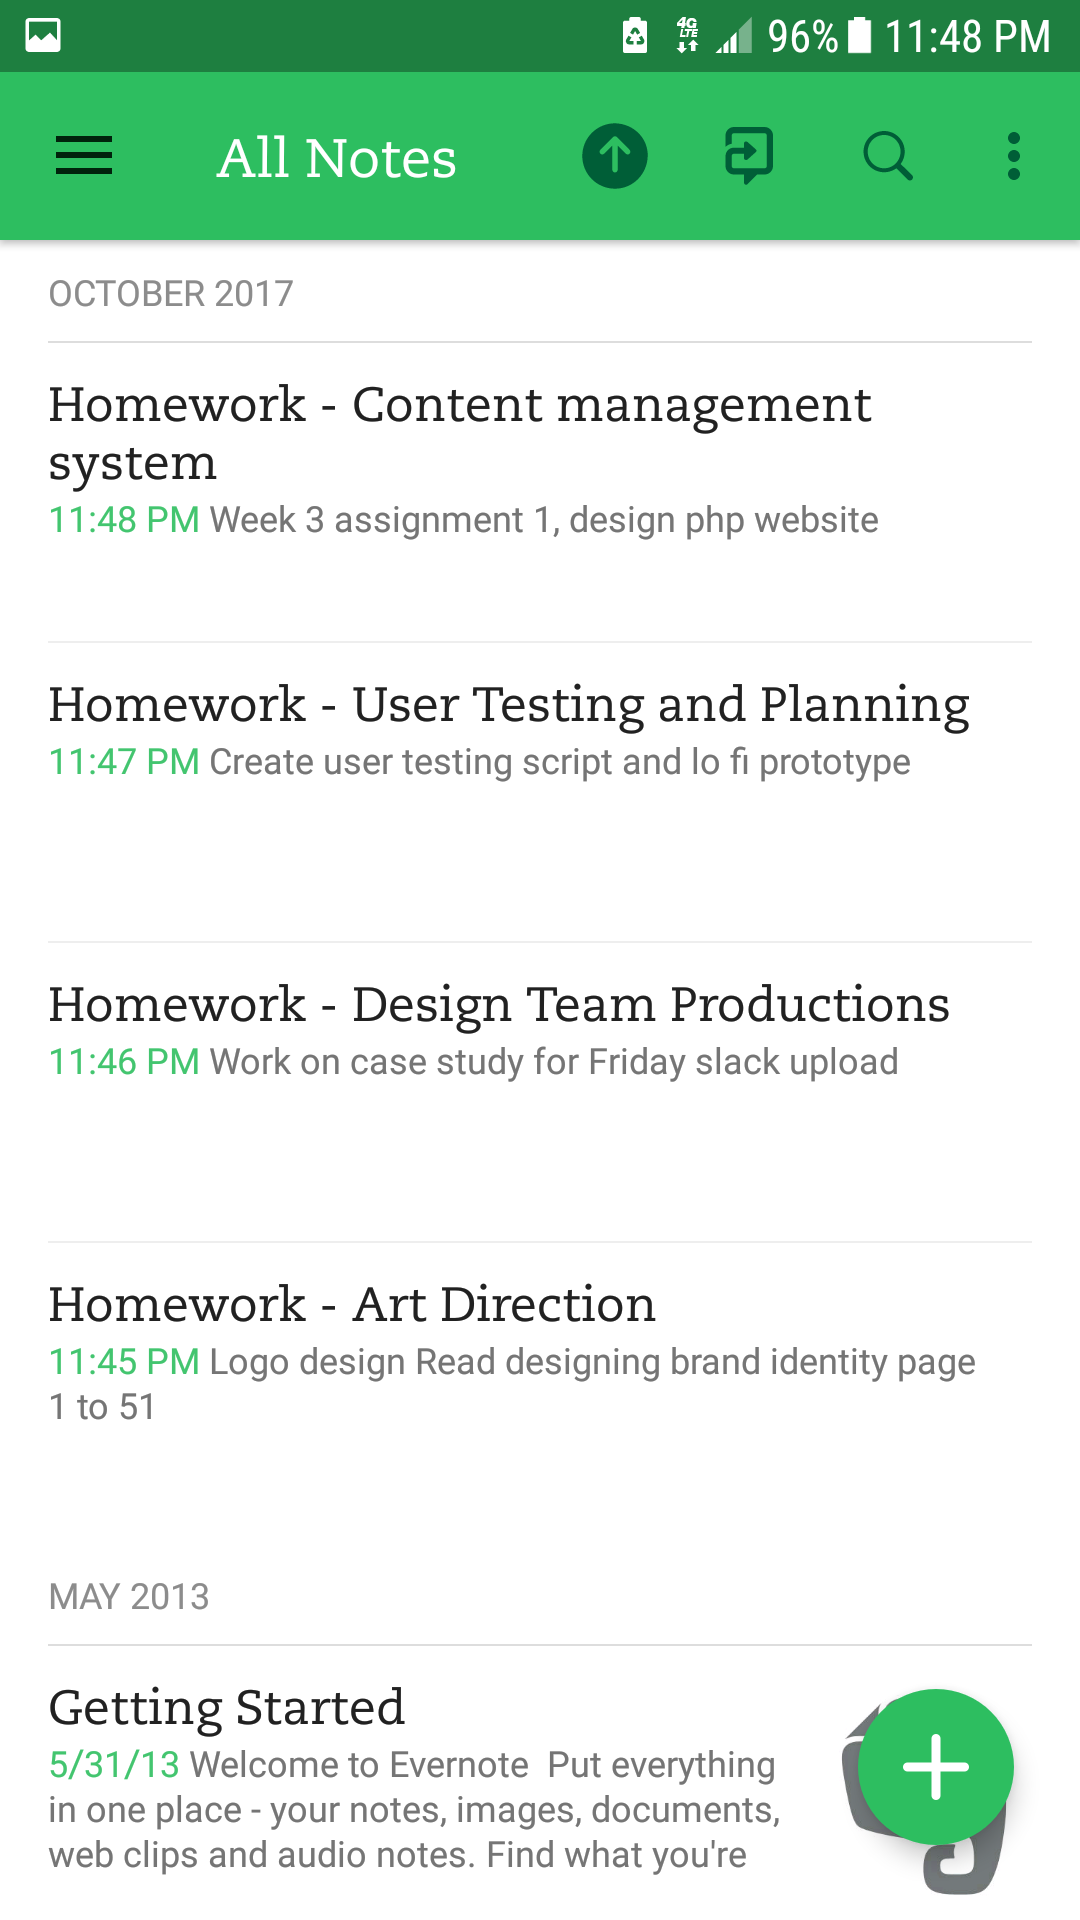 4G LTE 96% 11:48 PM
All Notes
OCTOBER 2017
Homework - Content management
system
11:48 PM Week 3 assignment 1, design php website
Homework - User Testing and Planning
11:47 PM Create user testing script and lo fi prototype
Homework - Design Team Productions
11:46 PM Work on case study for Friday slack upload
Homework - Art Direction
11:45 PM Logo design Read designing brand identity page
1 to 51
MAY 2013
Getting Started
5/31/13 Welcome to Evernote  Put everything
in one place - your notes, images, documents,
web clips and audio notes. Find what you're